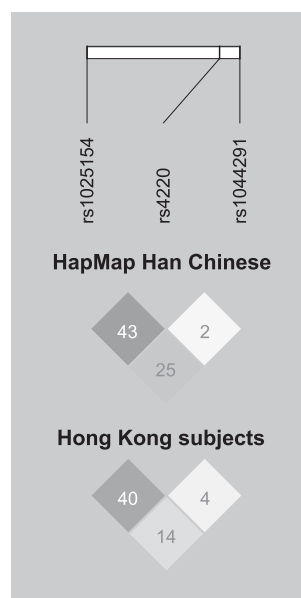 rs1025154
rs4220
rs1044291
HapMap Han Chinese
43
2
25
Hong Kong subjects
40
4
14